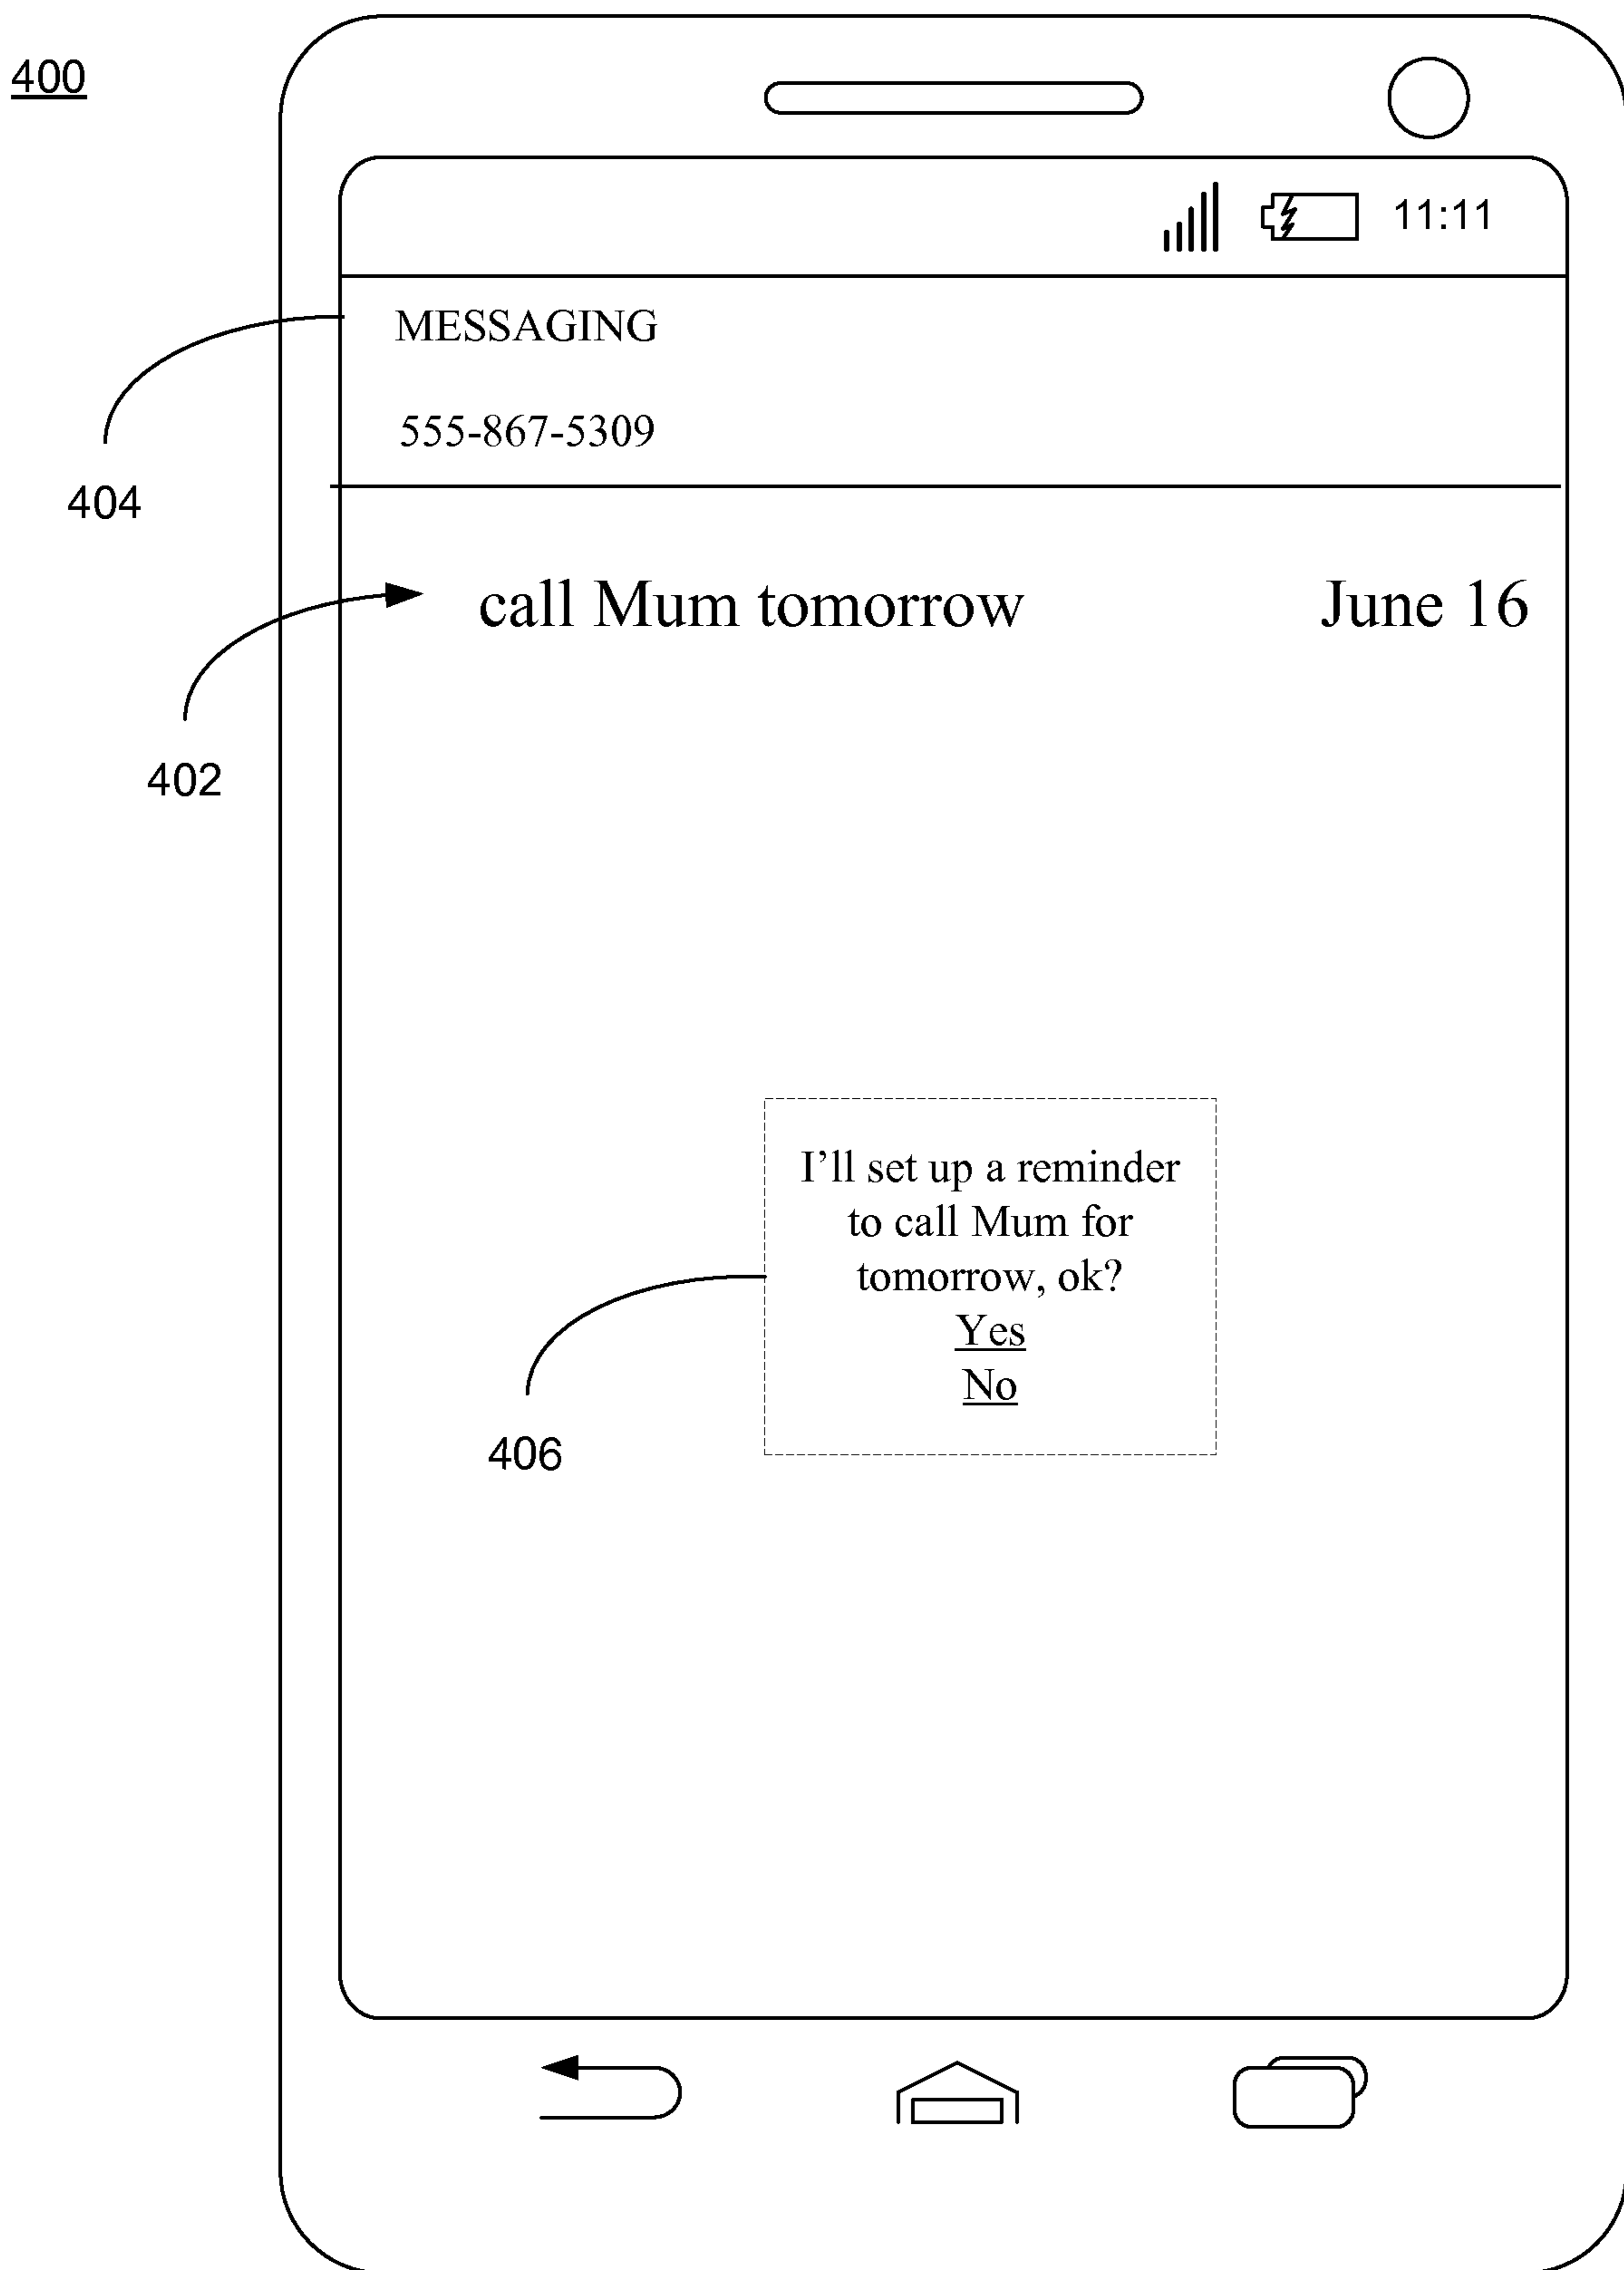 400
11:11
MESSAGING
555-867-5309
404
call Mum tomorrow June 16
402
I'll set up a reminder
to call Mum for
tomorrow, ok?
Yes
No
406